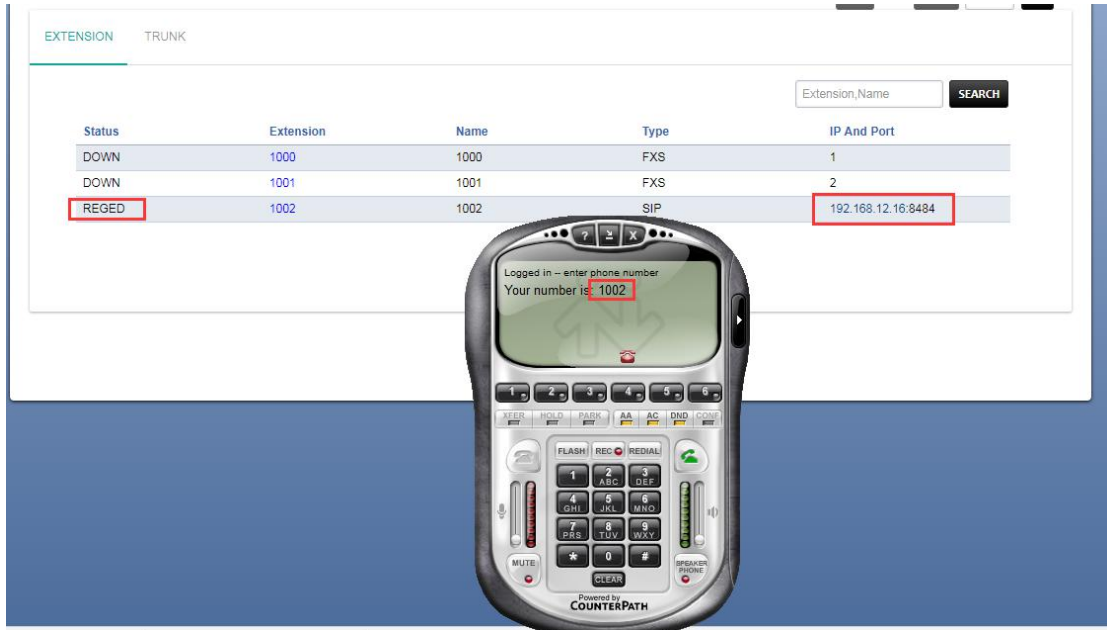 EXTENSION TRUNK
Extension,Name SEARCH
Status Extension Name Type IP And Port
DOWN 1000 1000 FXS 1
DOWN 1001 1001 FXS 2
REGED 1002 1002 SIP 192.168.12.16:8484
? X
Logged in -- enter phone number
Your number is: 1002
1 2 3 4 5 6
XFER HOLD PARK AA AC DND CONF
FLASH REC REDIAL
1 2 ABC 3 DEF
4 GHI 5 JKL 6 MNO
7 PRS 8 TUV 9 WXY
* 0 #
MUTE
SPEAKER
PHONE
CLEAR
Powered by
COUNTERPATH